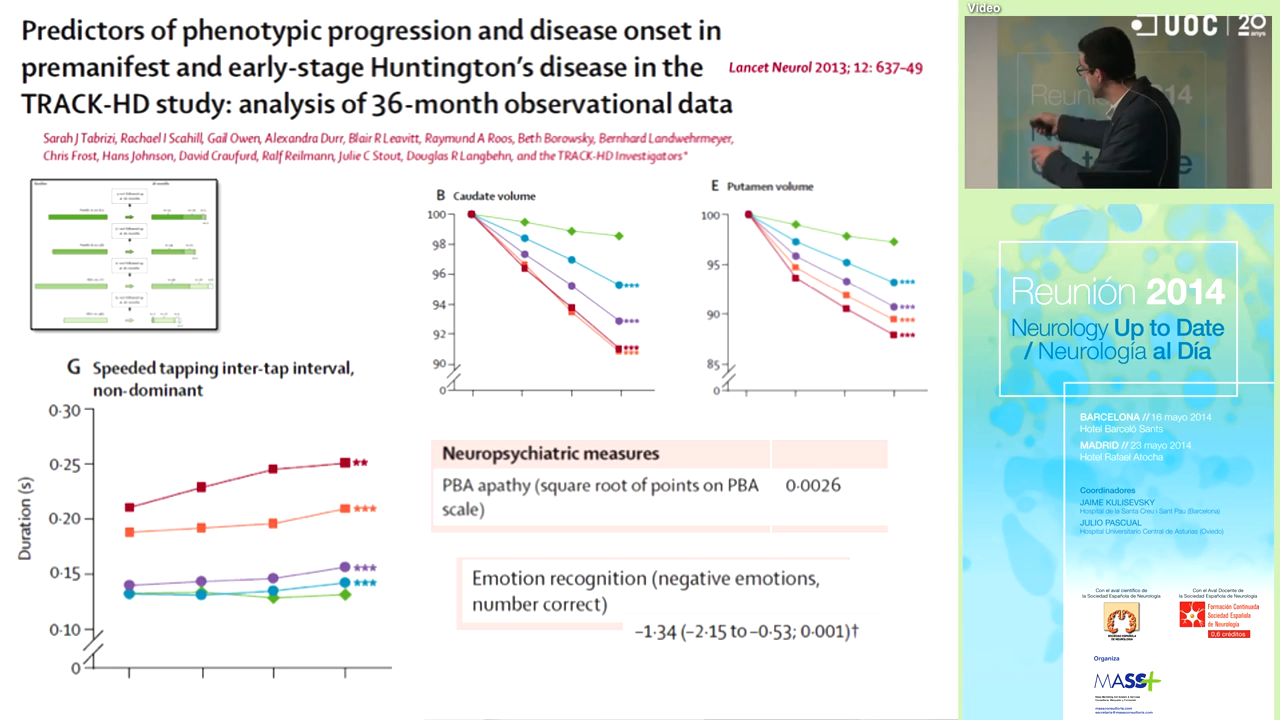 Predictors of phenotypic progression and disease onset in
premanifest and early-stage Huntington's disease in the
TRACK-HD study: analysis of 36-month observational data
Lancet Neurol 2013; 12: 637–49
Sarah J Tabrizi, Rachael I Scahill, Gail Owen, Alexandra Durr, Blair R Leavitt, Raymund A Roos, Beth Borowsky, Bernhard Landwehrmeyer,
Chris Frost, Hans Johnson, David Craufurd, Ralf Reilmann, Julie C Stout, Douglas R Langbehn, and the TRACK-HD Investigators*
B Caudate volume
100
98
96
94
92
90
0
***
***
***
***
E Putamen volume
100
95
90
85
0
***
***
***
***
G Speeded tapping inter-tap interval,
non-dominant
Duration (s)
0·30
0·25
0·20
0·15
0·10
0
**
***
***
***
Neuropsychiatric measures
PBA apathy (square root of points on PBA
scale)
0·0026
Emotion recognition (negative emotions,
number correct)
–1·34 (–2·15 to –0·53; 0·001)†
Video
UOC 20
anys
Reunión 2014
Neurology Up to Date
/ Neurología al Día
BARCELONA // 16 mayo 2014
Hotel Barceló Sants
MADRID // 23 mayo 2014
Hotel Rafael Atocha
Coordinadores
JAIME KULISEVSKY
Hospital de la Santa Creu i Sant Pau (Barcelona)
JULIO PASCUAL
Hospital Universitario Central de Asturias (Oviedo)
Con el aval científico de
la Sociedad Española de Neurología
SOCIEDAD ESPAÑOLA
DE NEUROLOGÍA
Con el Aval Docente de
la Sociedad Española de Neurología
Formación Continuada
Sociedad Española
de Neurología
0,6 créditos
Organiza
MASS+